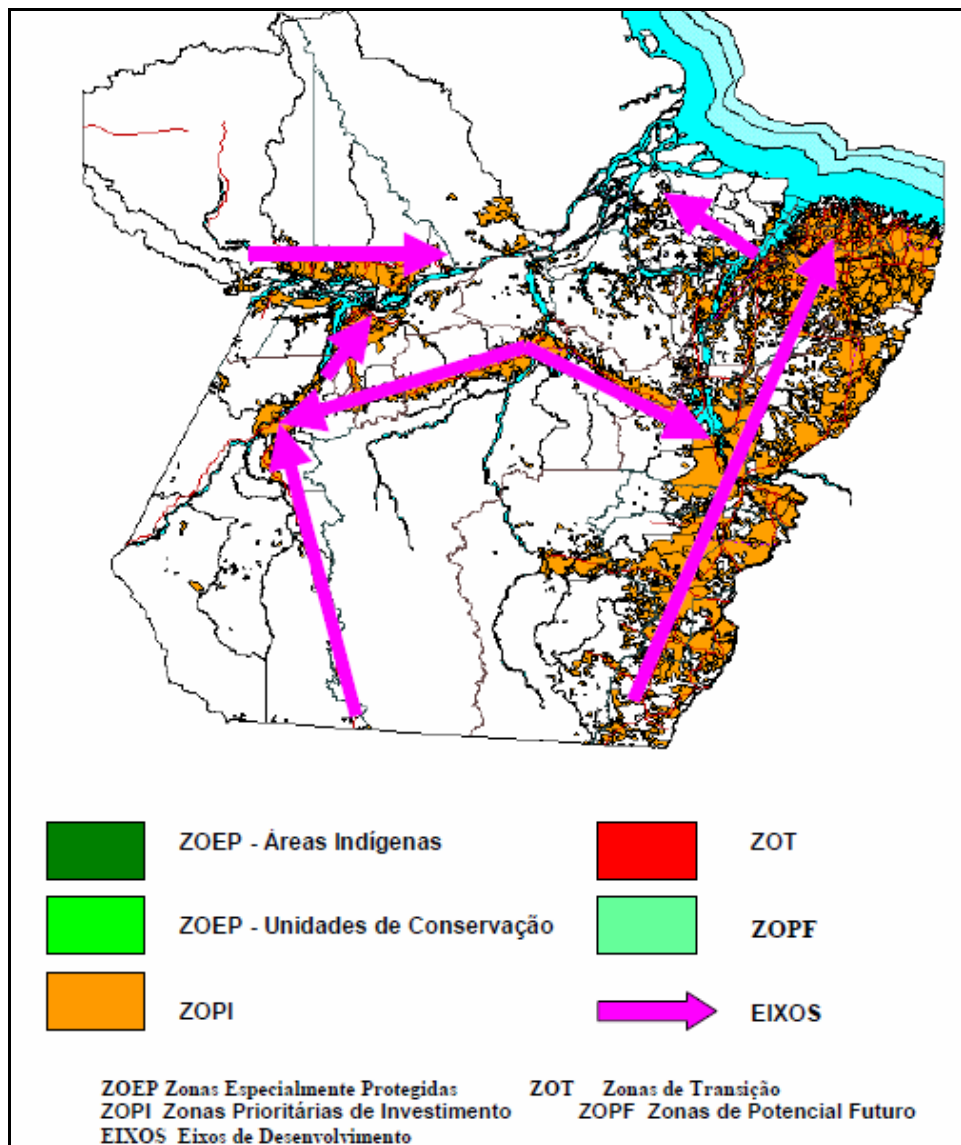 ZOEP - Áreas Indígenas
ZOT
ZOEP - Unidades de Conservação
ZOPF
ZOPI
EIXOS
ZOEP Zonas Especialmente Protegidas ZOT Zonas de Transição
ZOPI Zonas Prioritárias de Investimento ZOPF Zonas de Potencial Futuro
EIXOS Eixos de Desenvolvimento